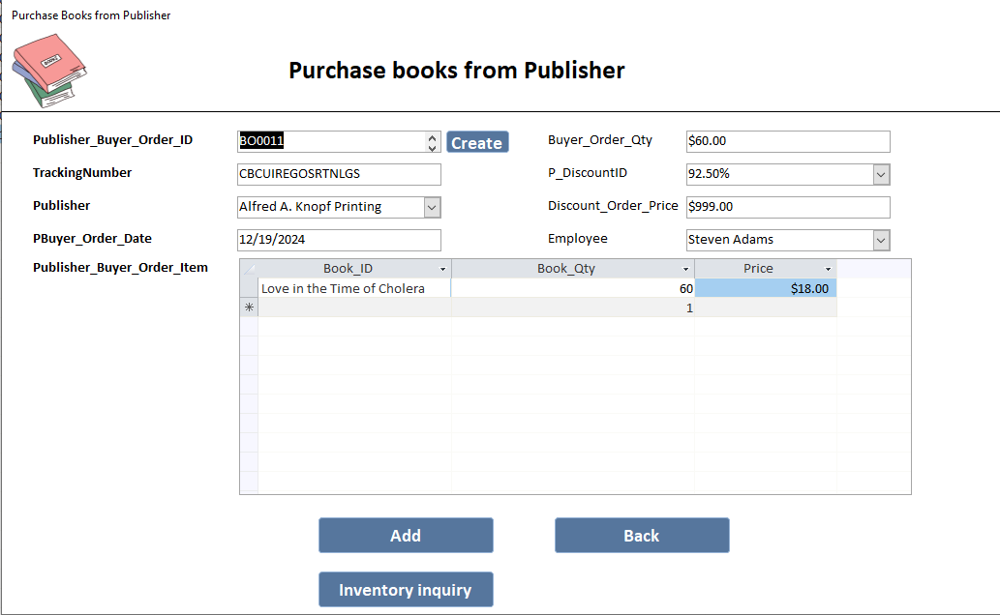 Purchase Books from Publisher
BOOKS
Purchase books from Publisher
Publisher_Buyer_Order_ID BO0011 Create Buyer_Order_Qty $60.00
TrackingNumber CBCUIREGOSRTNLGS P_DiscountID 92.50%
Publisher Alfred A. Knopf Printing Discount_Order_Price $999.00
PBuyer_Order_Date 12/19/2024 Employee Steven Adams
Publisher_Buyer_Order_Item Book_ID Book_Qty Price
Love in the Time of Cholera 60 $18.00
* 1
Add Back
Inventory inquiry